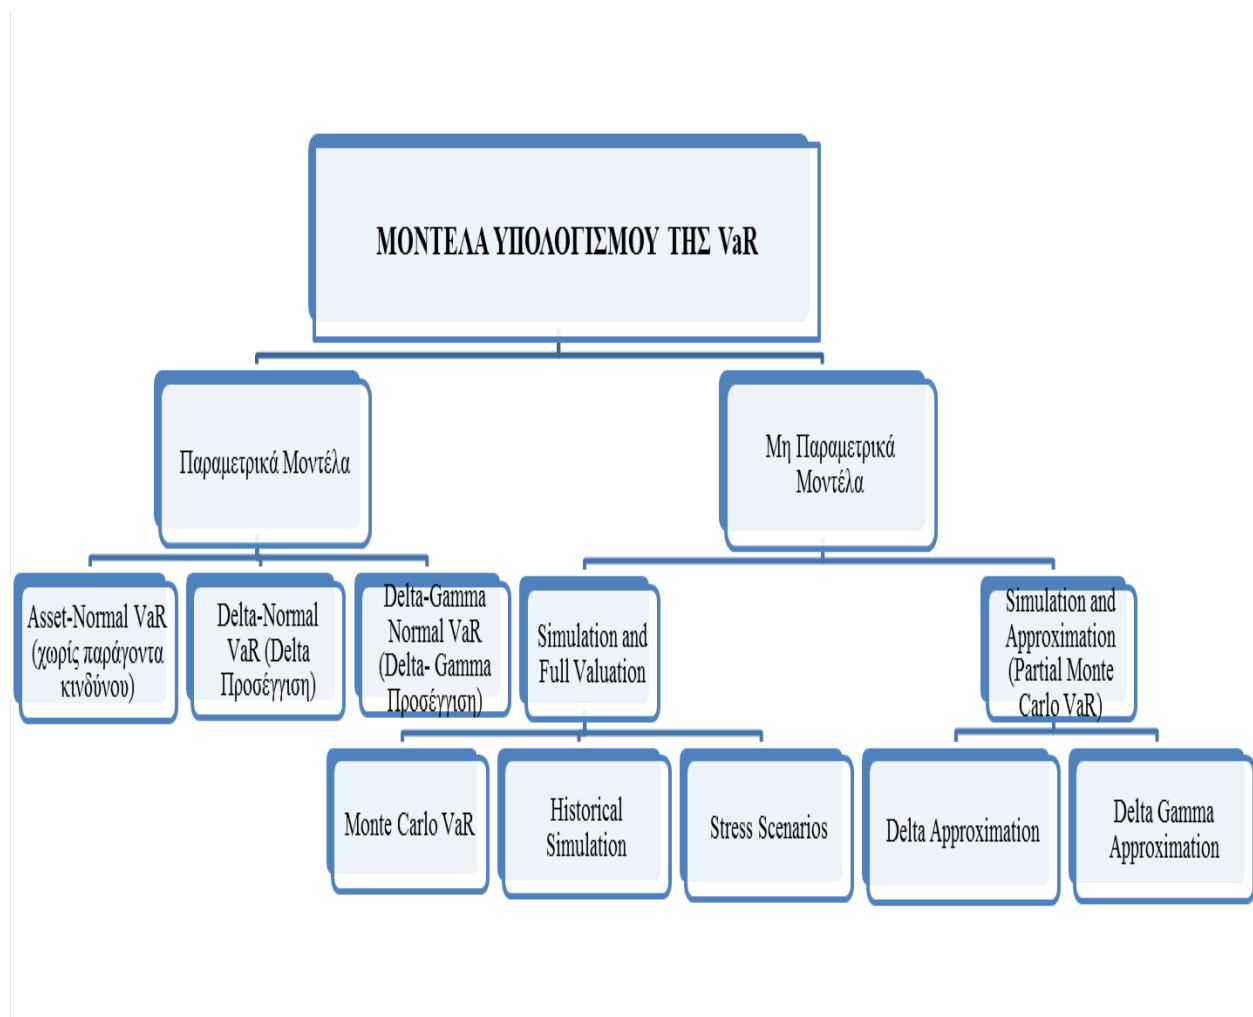 ΜΟΝΤΕΛΑ ΥΠΟΛΟΓΙΣΜΟΥ ΤΗΣ VaR
Παραμετρικά Μοντέλα
Μη Παραμετρικά
Μοντέλα
Asset-Normal VaR
(χωρίς παράγοντα
κινδύνου)
Delta-Normal
VaR (Delta
Προσέγγιση)
Delta-Gamma
Normal VaR
(Delta- Gamma
Προσέγγιση)
Simulation and
Full Valuation
Simulation and
Approximation
(Partial Monte
Carlo VaR)
Monte Carlo VaR
Historical
Simulation
Stress Scenarios
Delta Approximation
Delta Gamma
Approximation